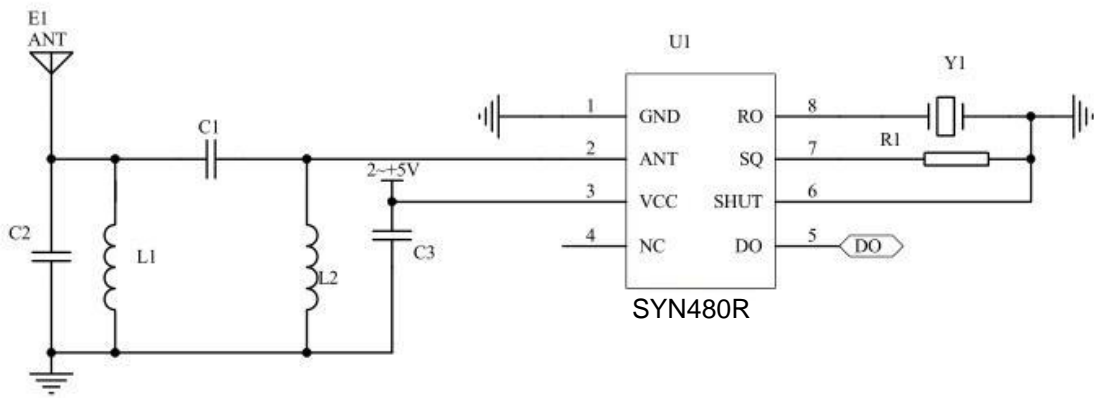 E1
ANT
U1
Y1
1
GND
RO
8
C1
R1
2
ANT
SQ
7
2~+5V
3
VCC
SHUT
6
C2
L1
L2
C3
4
NC
DO
5
DO
SYN480R